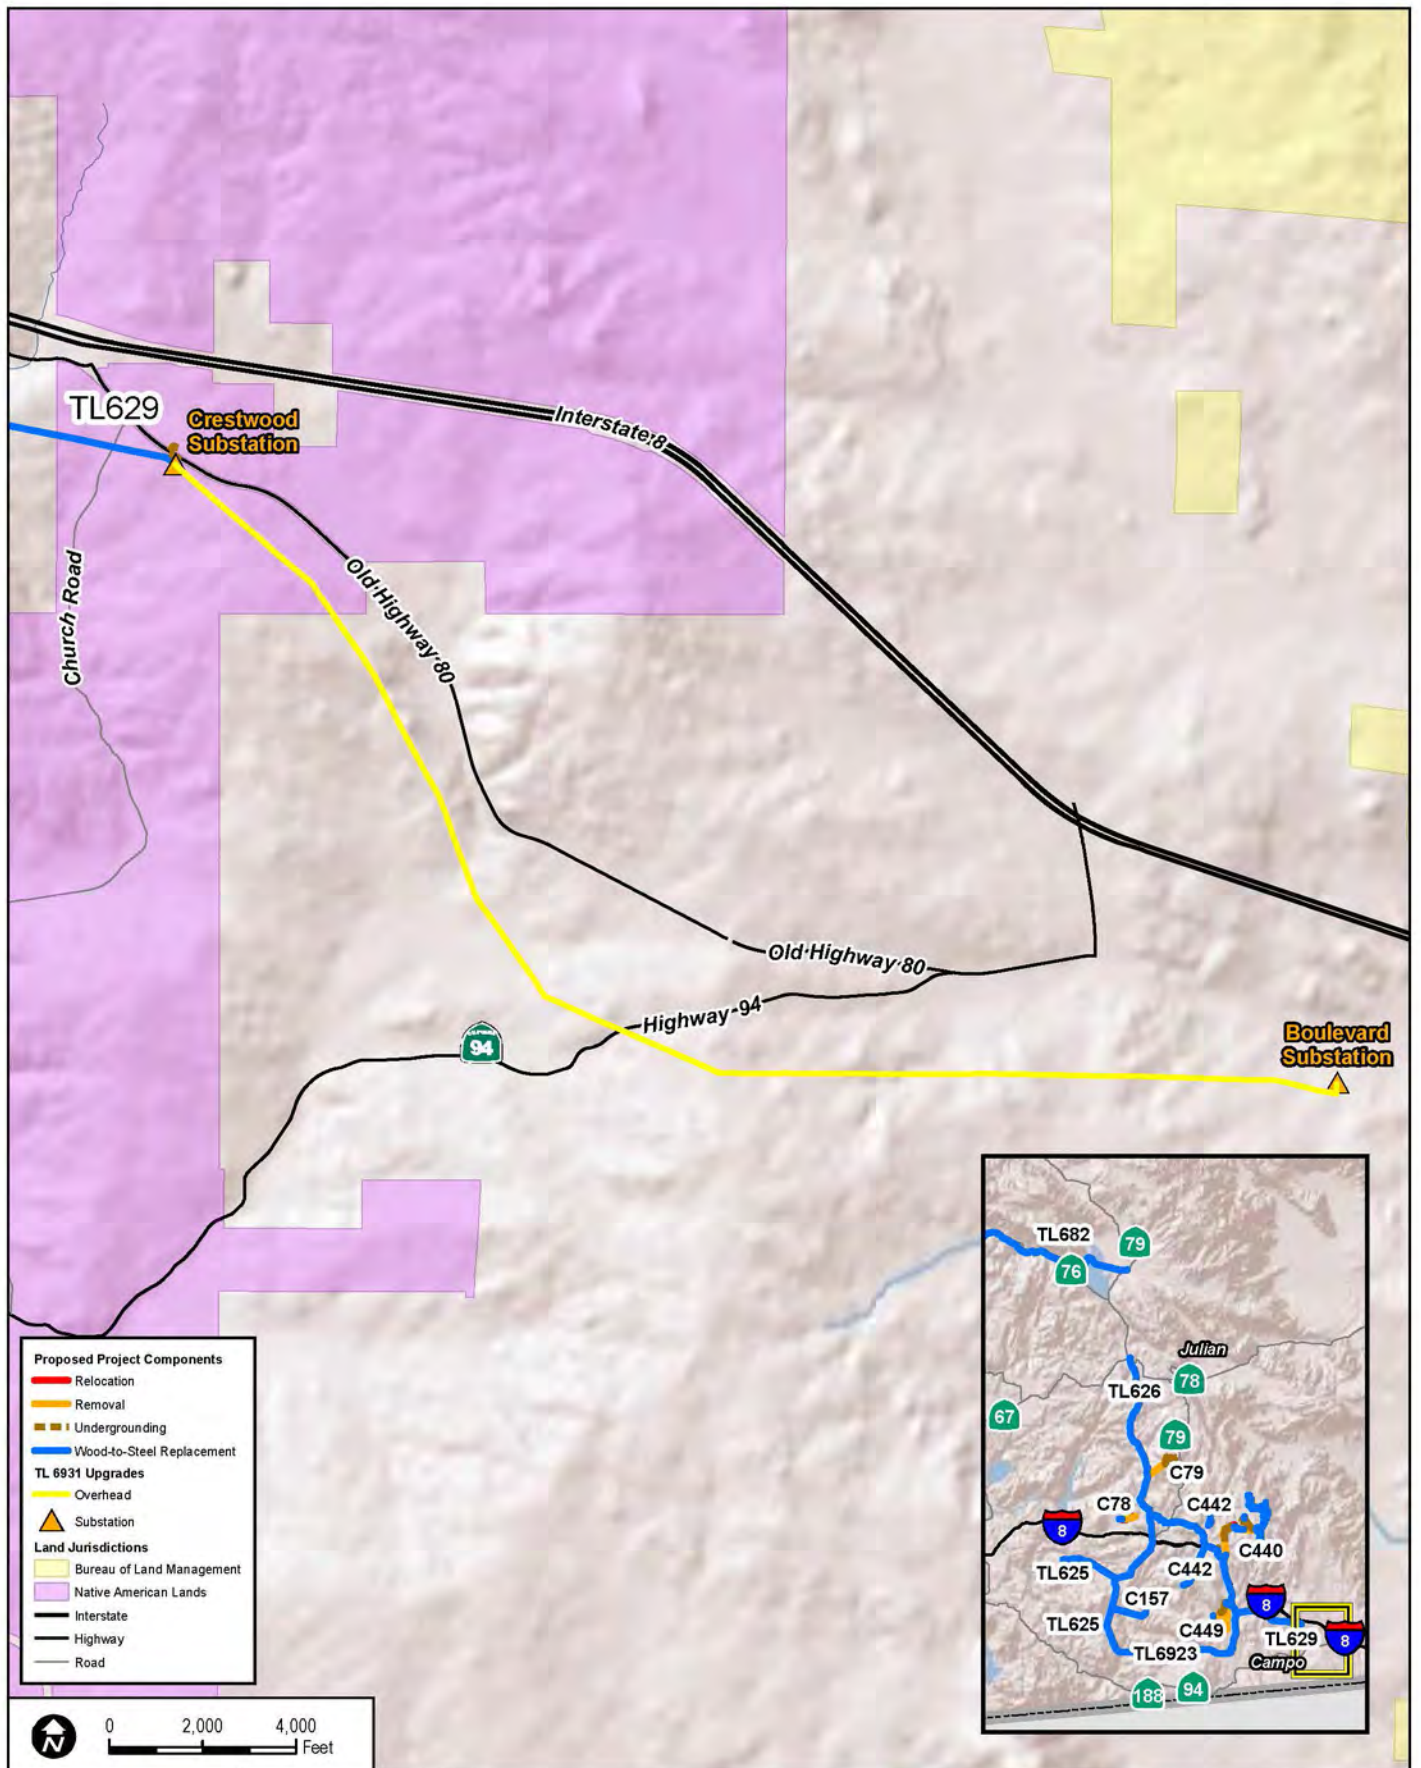 Interstate 8
TL629
Crestwood
Substation
Church Road
Old Highway 80
Old Highway 80
Highway 94
94
Boulevard
Substation
TL682
79
76
Julian
78
TL626
67
79
C79
C78
C442
8
C440
TL625
C442
C157
8
TL625
C449
TL629
8
TL6923
Campo
188
94
Proposed Project Components
Relocation
Removal
Undergrounding
Wood-to-Steel Replacement
TL 6931 Upgrades
Overhead
Substation
Land Jurisdictions
Bureau of Land Management
Native American Lands
Interstate
Highway
Road
N
0 2,000 4,000
Feet